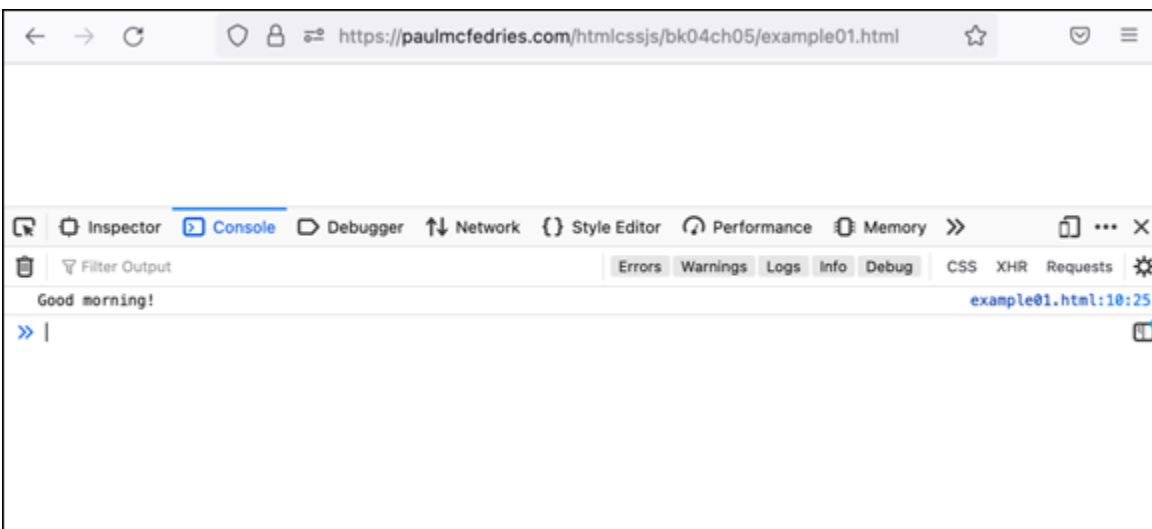 https://paulmcfedries.com/htmlcssjs/bk04ch05/example01.html
Inspector Console Debugger Network {} Style Editor Performance Memory
Filter Output Errors Warnings Logs Info Debug CSS XHR Requests
Good morning! example01.html:10:25